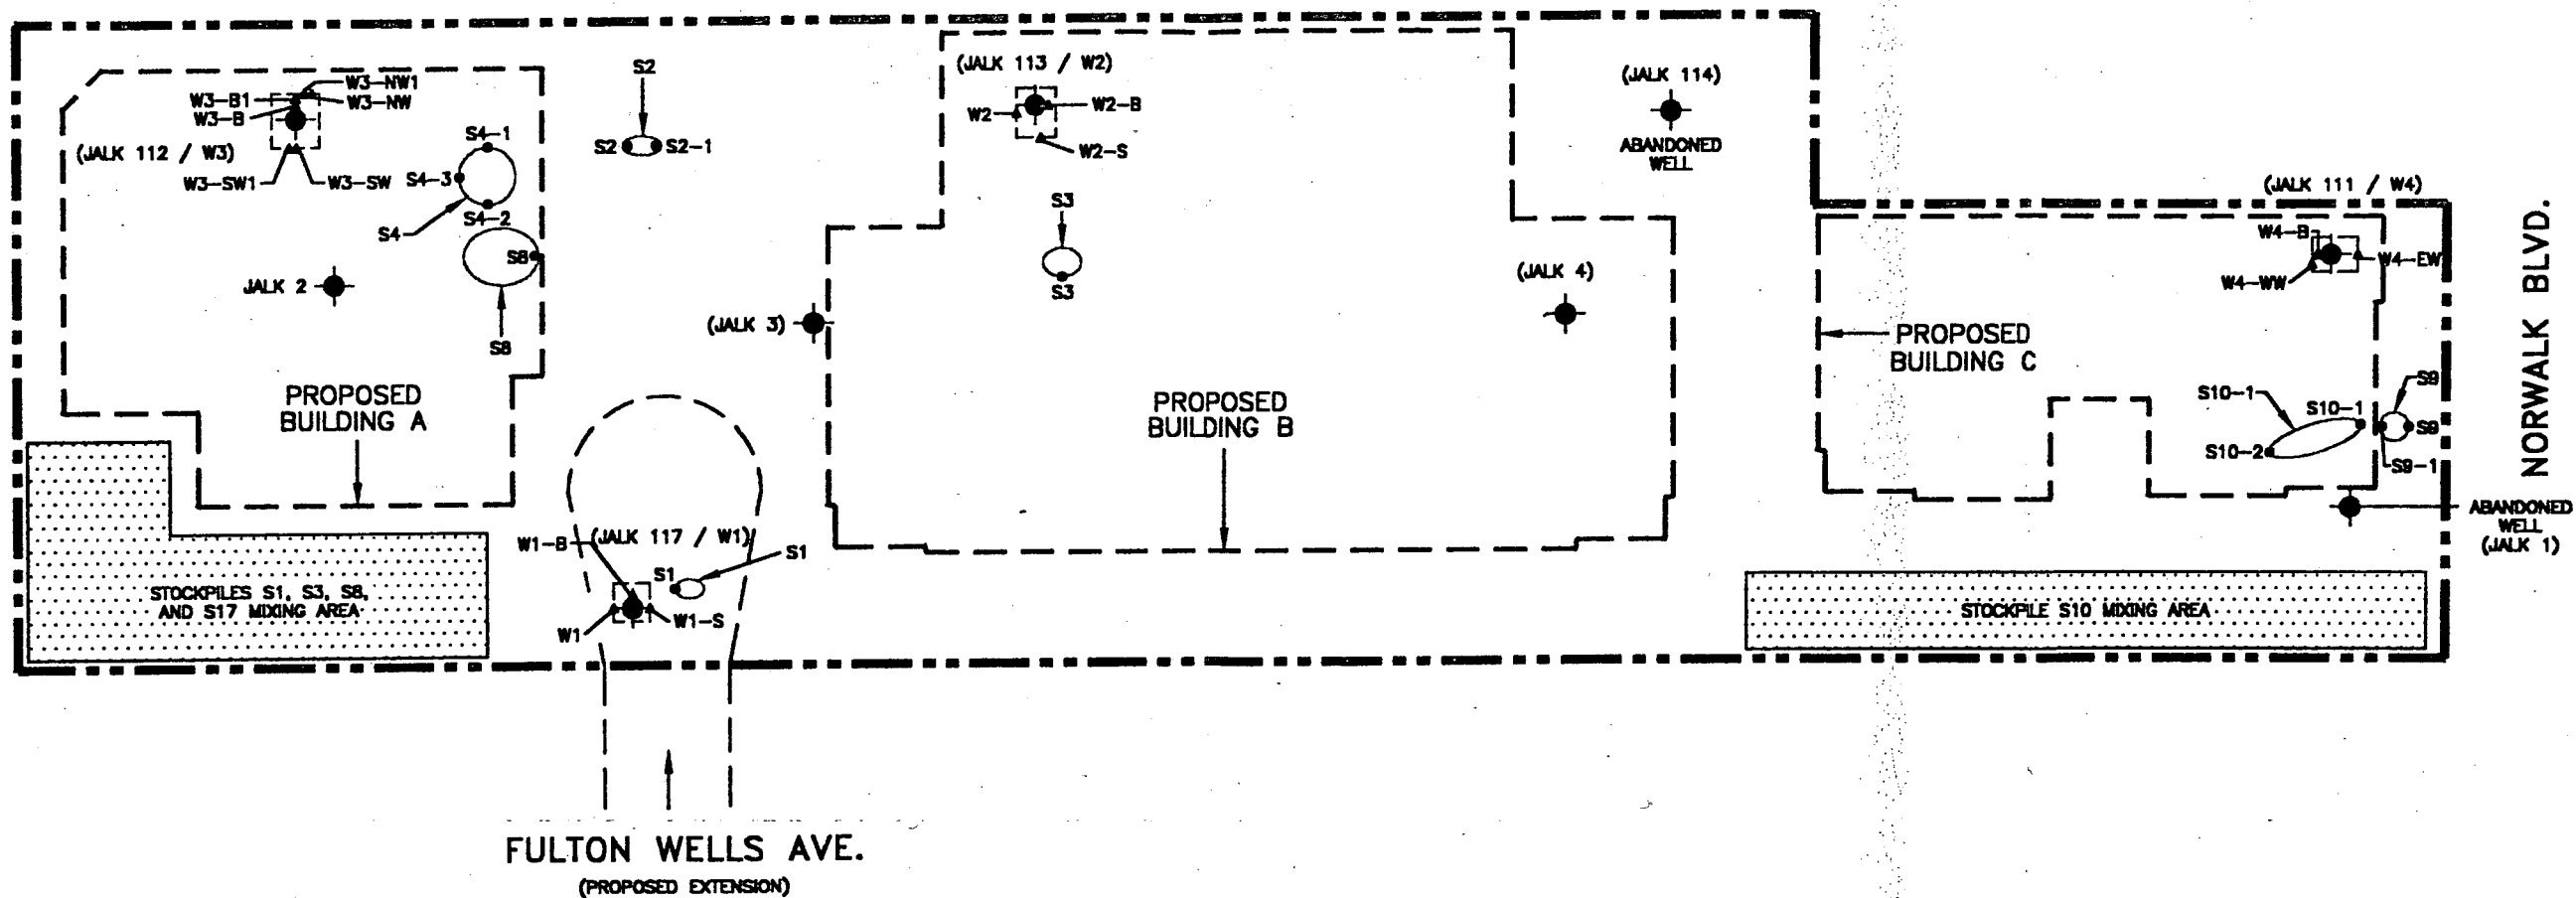 W3-NW1
W3-B1
W3-NW
W3-B
(JALK 112 / W3)
W3-SW1
W3-SW
S4-1
S4-3
S4-2
S4
S8
S8
JALK 2
PROPOSED
BUILDING A
STOCKPILES S1, S3, S8,
AND S17 MIXING AREA
S2
S2
S2-1
(JALK 3)
W1-B
(JALK 117 / W1)
S1
S1
W1
W1-S
FULTON WELLS AVE.
(PROPOSED EXTENSION)
(JALK 113 / W2)
W2
W2-B
W2-S
S3
S3
(JALK 4)
PROPOSED
BUILDING B
(JALK 114)
ABANDONED
WELL
(JALK 111 / W4)
W4-B
W4-EW
W4-WW
PROPOSED
BUILDING C
S10-1
S10-1
S10-2
S9
S9
S9-1
ABANDONED
WELL
(JALK 1)
STOCKPILE S10 MIXING AREA
NORWALK BLVD.